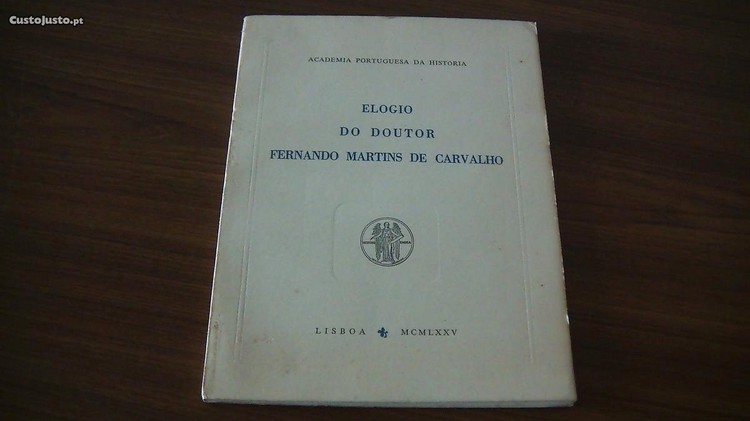 CustoJusto.pt
ACADEMIA PORTUGUESA DA HISTÓRIA
ELOGIO
DO DOUTOR
FERNANDO MARTINS DE CARVALHO
LISBOA MCMLXXV